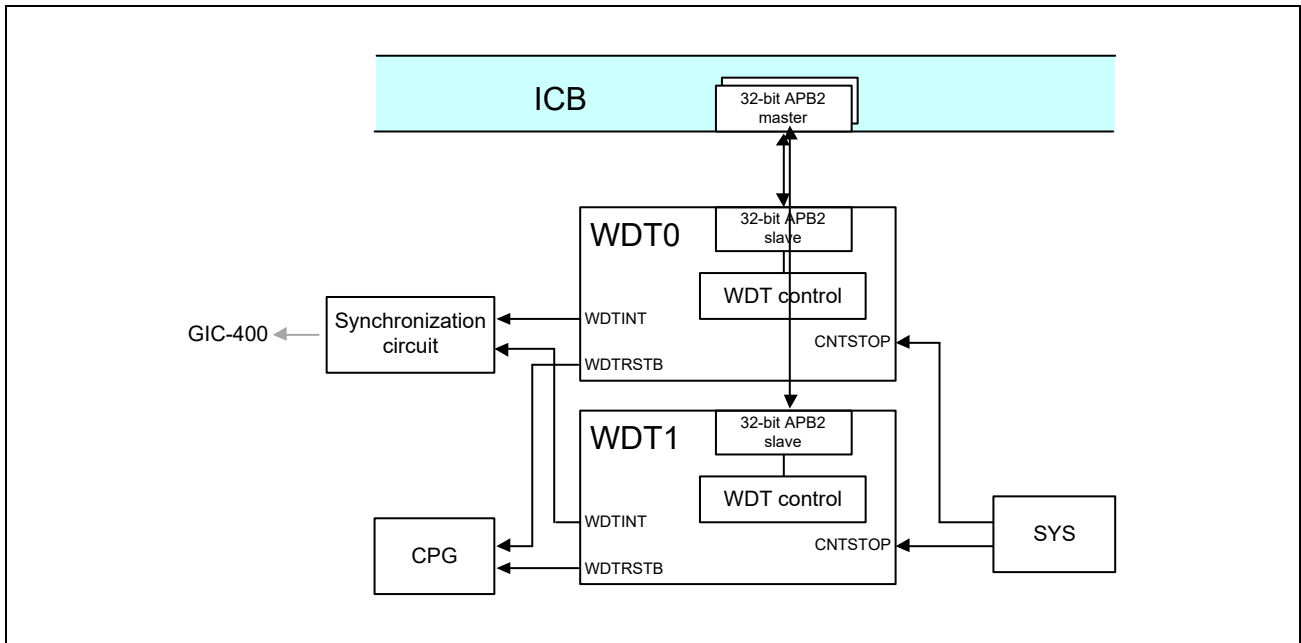 ICB
32-bit APB2
master
WDT0
32-bit APB2
slave
WDT control
WDTINT
CNTSTOP
WDTRSTB
GIC-400
Synchronization
circuit
WDT1
32-bit APB2
slave
WDT control
WDTINT
CNTSTOP
WDTRSTB
CPG
SYS